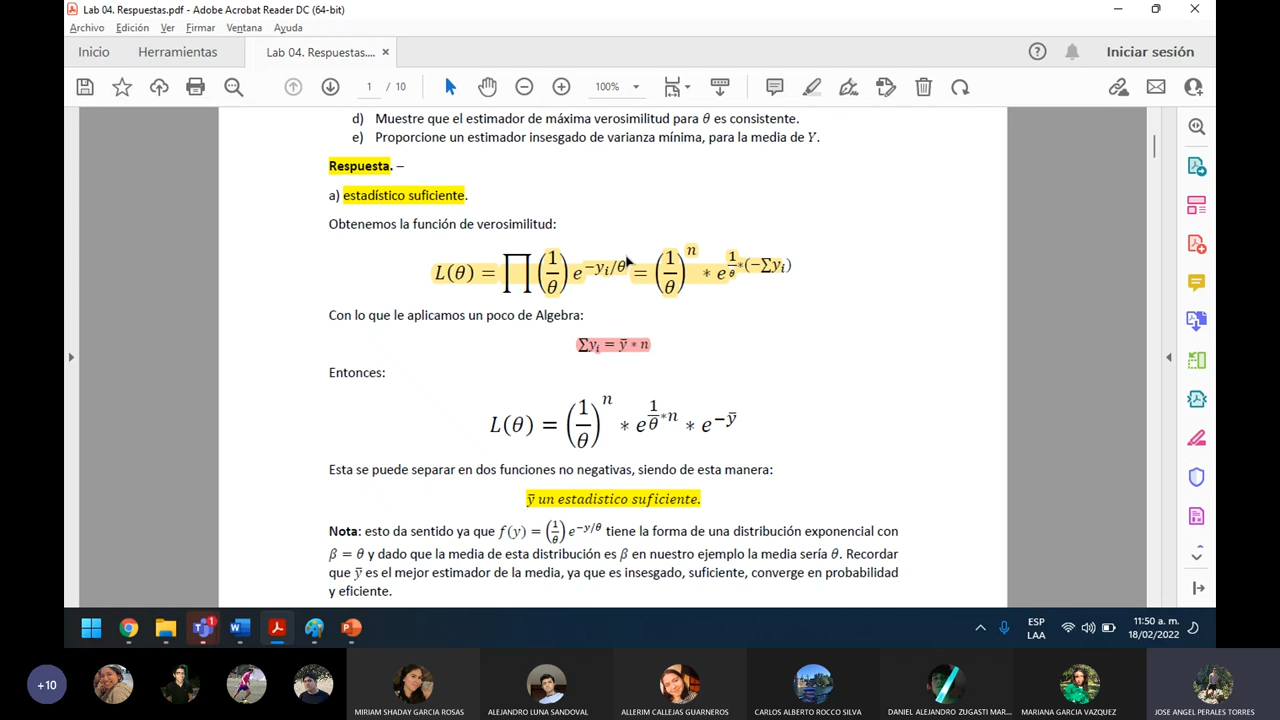 Lab 04. Respuestas.pdf - Adobe Acrobat Reader DC (64-bit)
Archivo Edición Ver Firmar Ventana Ayuda
Inicio Herramientas Lab 04. Respuestas.... × Iniciar sesión
1 / 10 100%
d) Muestre que el estimador de máxima verosimilitud para θ es consistente.
e) Proporcione un estimador insesgado de varianza mínima, para la media de Y.
Respuesta. –
a) estadístico suficiente.
Obtenemos la función de verosimilitud:
L(θ) = ∏ (1/θ) e^{−y_i/θ} = (1/θ)^n * e^{1/θ*(−∑y_i)}
Con lo que le aplicamos un poco de Algebra:
∑y_i = ȳ * n
Entonces:
L(θ) = (1/θ)^n * e^{1/θ*n} * e^{−ȳ}
Esta se puede separar en dos funciones no negativas, siendo de esta manera:
ȳ un estadistico suficiente.
Nota: esto da sentido ya que f(y) = (1/θ) e^{−y/θ} tiene la forma de una distribución exponencial con
β = θ y dado que la media de esta distribución es β en nuestro ejemplo la media sería θ. Recordar
que ȳ es el mejor estimador de la media, ya que es insesgado, suficiente, converge en probabilidad
y eficiente.
1
ESP
LAA
11:50 a. m.
18/02/2022
+10
MIRIAM SHADAY GARCIA ROSAS
ALEJANDRO LUNA SANDOVAL
ALLERIM CALLEJAS GUARNEROS
CARLOS ALBERTO ROCCO SILVA
DANIEL ALEJANDRO ZUGASTI MAR...
MARIANA GARCIA VAZQUEZ
JOSE ANGEL PERALES TORRES